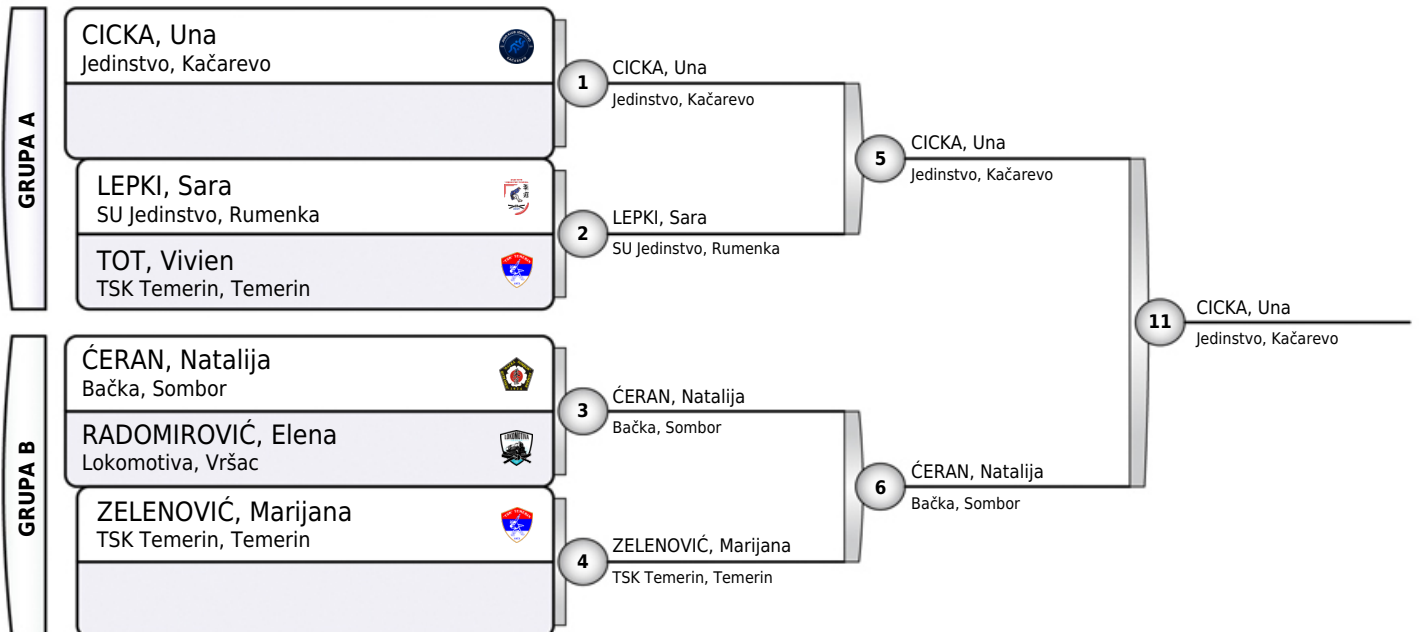 GRUPA A
CICKA, Una
Jedinstvo, Kačarevo
LEPKI, Sara
SU Jedinstvo, Rumenka
TOT, Vivien
TSK Temerin, Temerin
1
CICKA, Una
Jedinstvo, Kačarevo
2
LEPKI, Sara
SU Jedinstvo, Rumenka
5
CICKA, Una
Jedinstvo, Kačarevo
GRUPA B
ĆERAN, Natalija
Bačka, Sombor
RADOMIROVIĆ, Elena
Lokomotiva, Vršac
ZELENOVIĆ, Marijana
TSK Temerin, Temerin
3
ĆERAN, Natalija
Bačka, Sombor
4
ZELENOVIĆ, Marijana
TSK Temerin, Temerin
6
ĆERAN, Natalija
Bačka, Sombor
11
CICKA, Una
Jedinstvo, Kačarevo